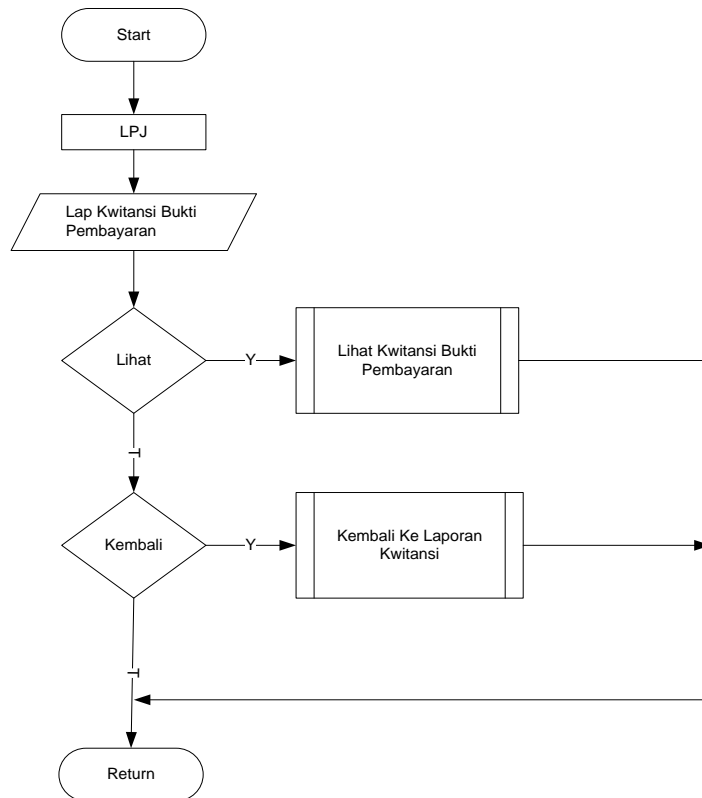 Start
LPJ
Lap Kwitansi Bukti
Pembayaran
Lihat
Y
Lihat Kwitansi Bukti
Pembayaran
T
Kembali
Y
Kembali Ke Laporan
Kwitansi
T
Return